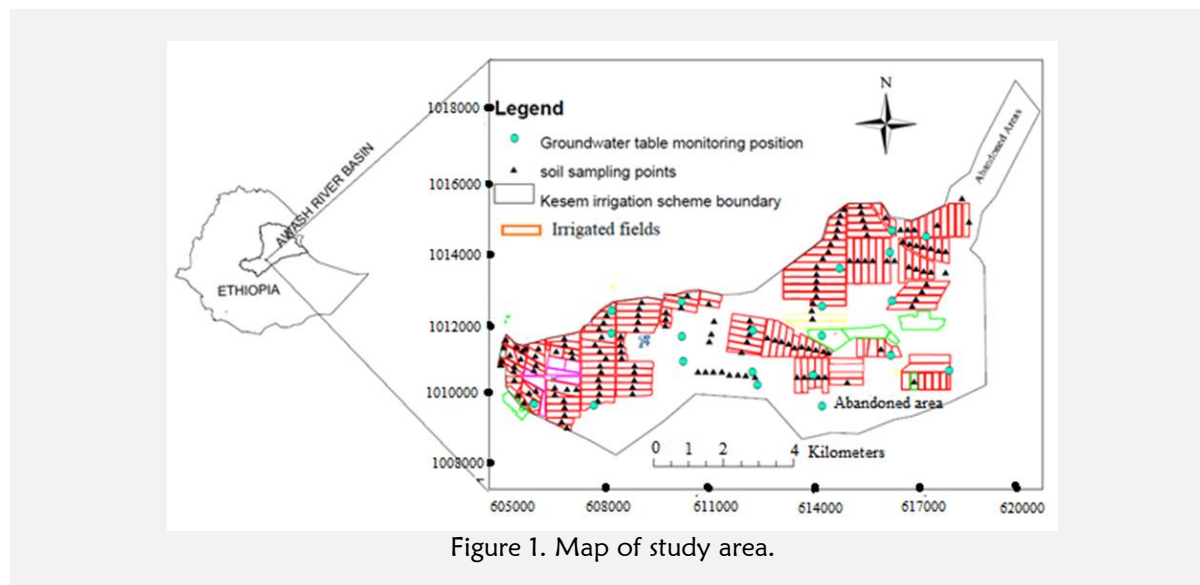 1018000
Legend
Groundwater table monitoring position
soil sampling points
Kesem irrigation scheme boundary
Irrigated fields
N
Abandoned Areas
1016000
1014000
1012000
1010000
1008000
AWASH RIVER BASIN
ETHIOPIA
Abandoned area
0 1 2 4 Kilometers
605000 608000 611000 614000 617000 620000
Figure 1. Map of study area.